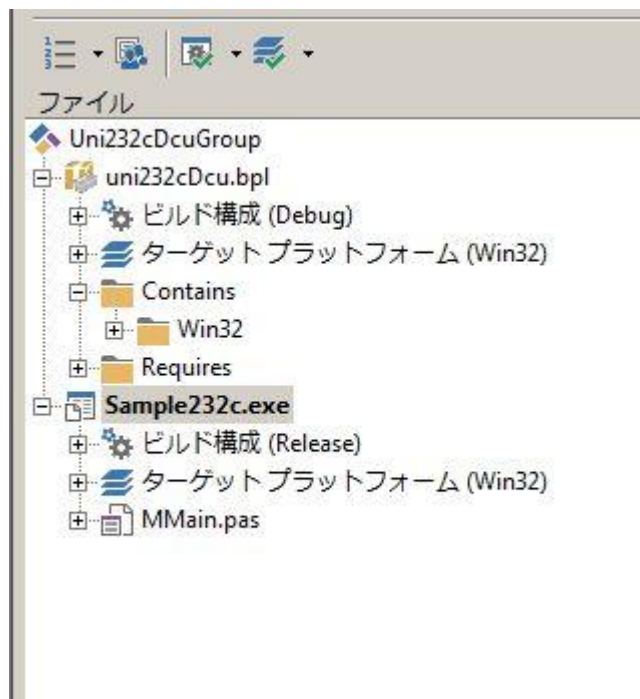 ファイル
Uni232cDcuGroup
uni232cDcu.bpl
ビルド構成 (Debug)
ターゲット プラットフォーム (Win32)
Contains
Win32
Requires
Sample232c.exe
ビルド構成 (Release)
ターゲット プラットフォーム (Win32)
MMain.pas